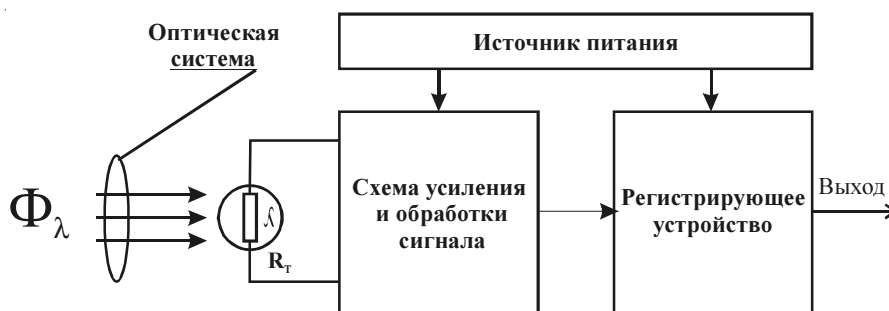 Оптическая
система
Источник питания
Φλ
Rт
Схема усиления
и обработки
сигнала
Регистрирующее
устройство
Выход